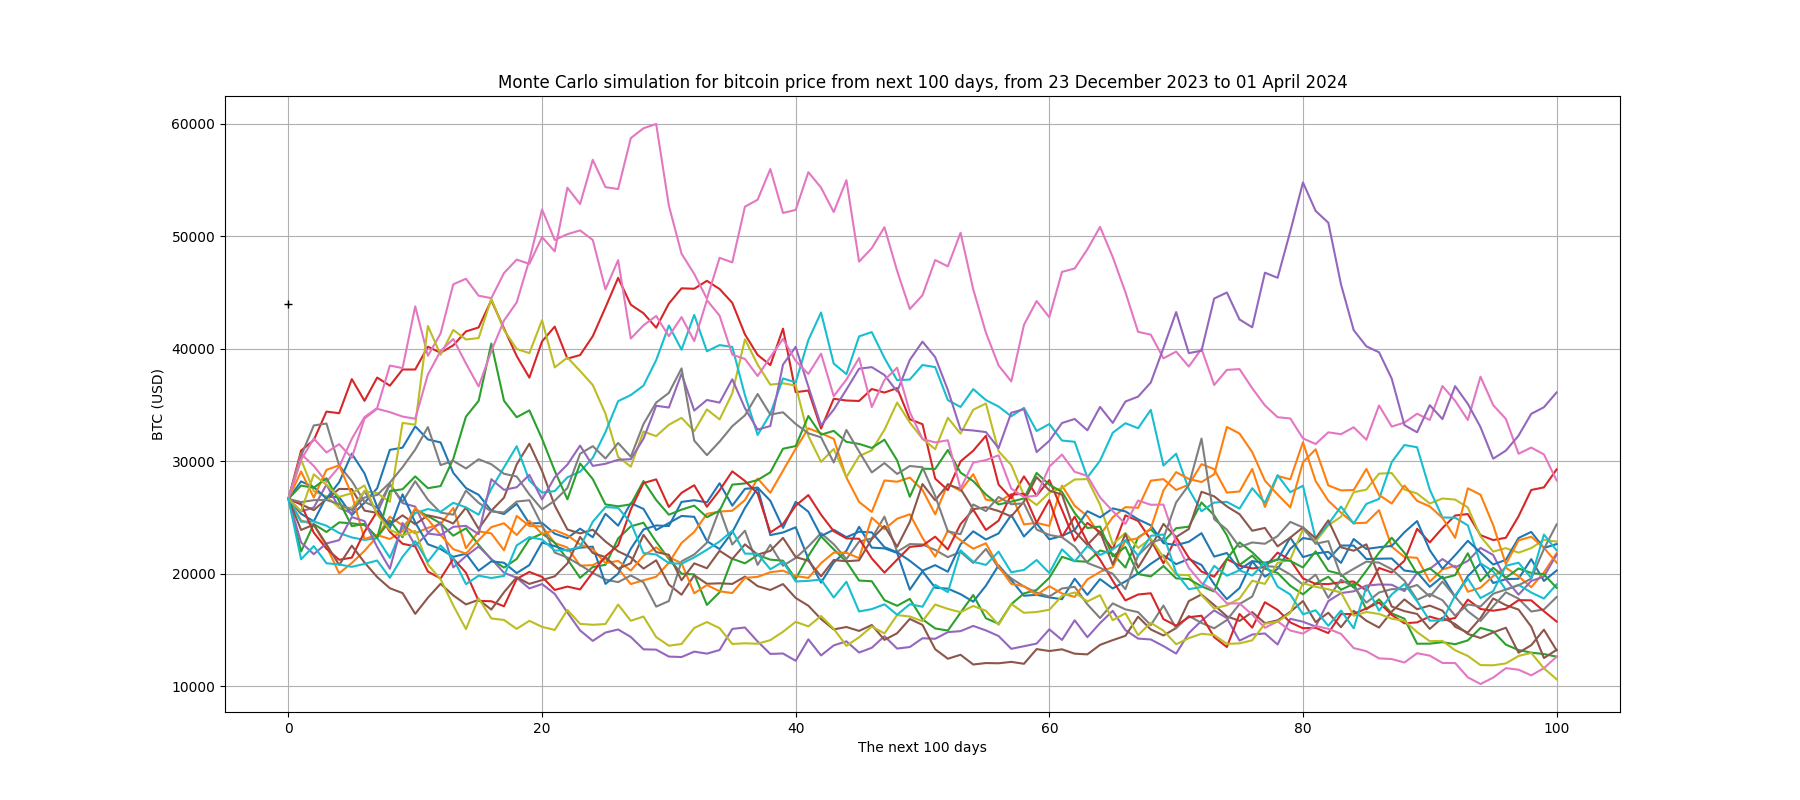 Monte Carlo simulation for bitcoin price from next 100 days, from 23 December 2023 to 01 April 2024
60000
50000
40000
30000
20000
10000
BTC (USD)
0 20 40 60 80 100
The next 100 days